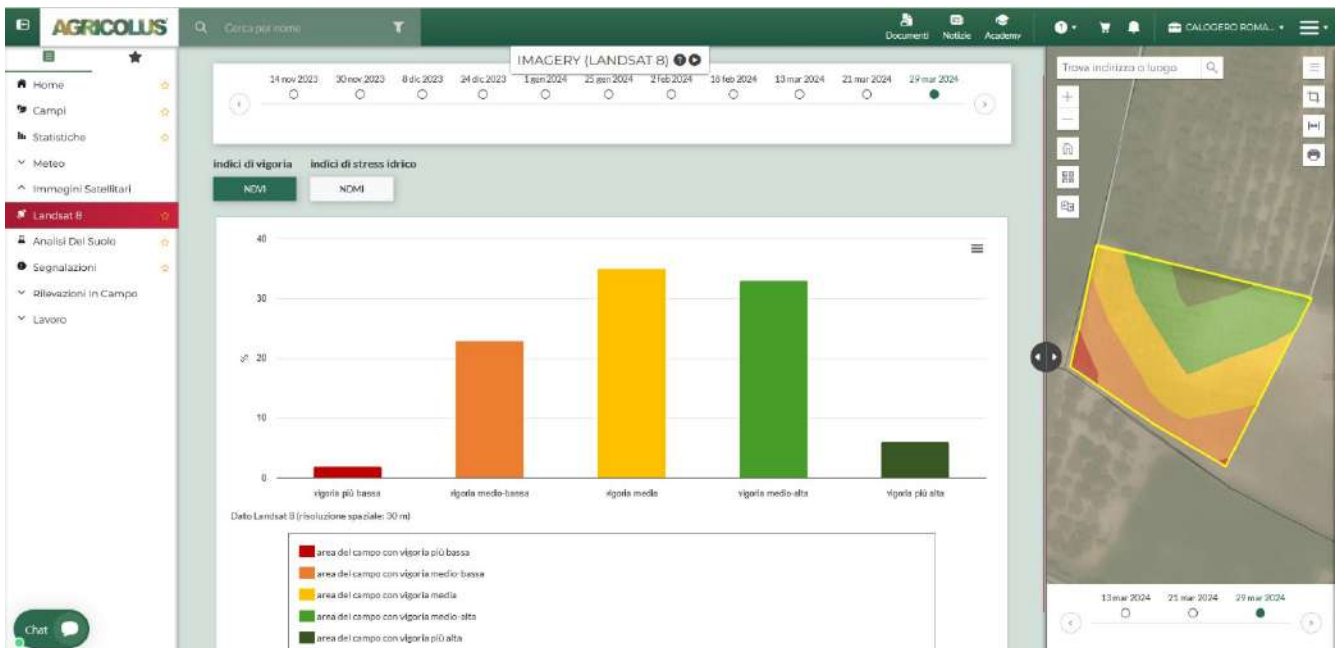 AGRICOLUS
Cerca per nome
Documenti
Notizie
Academy
CALOGERO ROMA...
Home
Campi
Statistiche
Meteo
Immagini Satellitari
Landsat 8
Analisi Del Suolo
Segnalazioni
Rilevazioni In Campo
Lavoro
Chat
IMAGERY (LANDSAT 8)
14 nov 2023 30 nov 2023 8 dic 2023 24 dic 2023 1 gen 2024 25 gen 2024 2 feb 2024 18 feb 2024 13 mar 2024 21 mar 2024 29 mar 2024
indici di vigoria indici di stress idrico
NDVI NDMI
40
30
% 20
10
0
vigoria più bassa vigoria medio-bassa vigoria media vigoria medio-alta vigoria più alta
Dato Landsat 8 (risoluzione spaziale: 30 m)
area del campo con vigoria più bassa
area del campo con vigoria medio-bassa
area del campo con vigoria media
area del campo con vigoria medio-alta
area del campo con vigoria più alta
Trova indirizzo o luogo
13 mar 2024 21 mar 2024 29 mar 2024